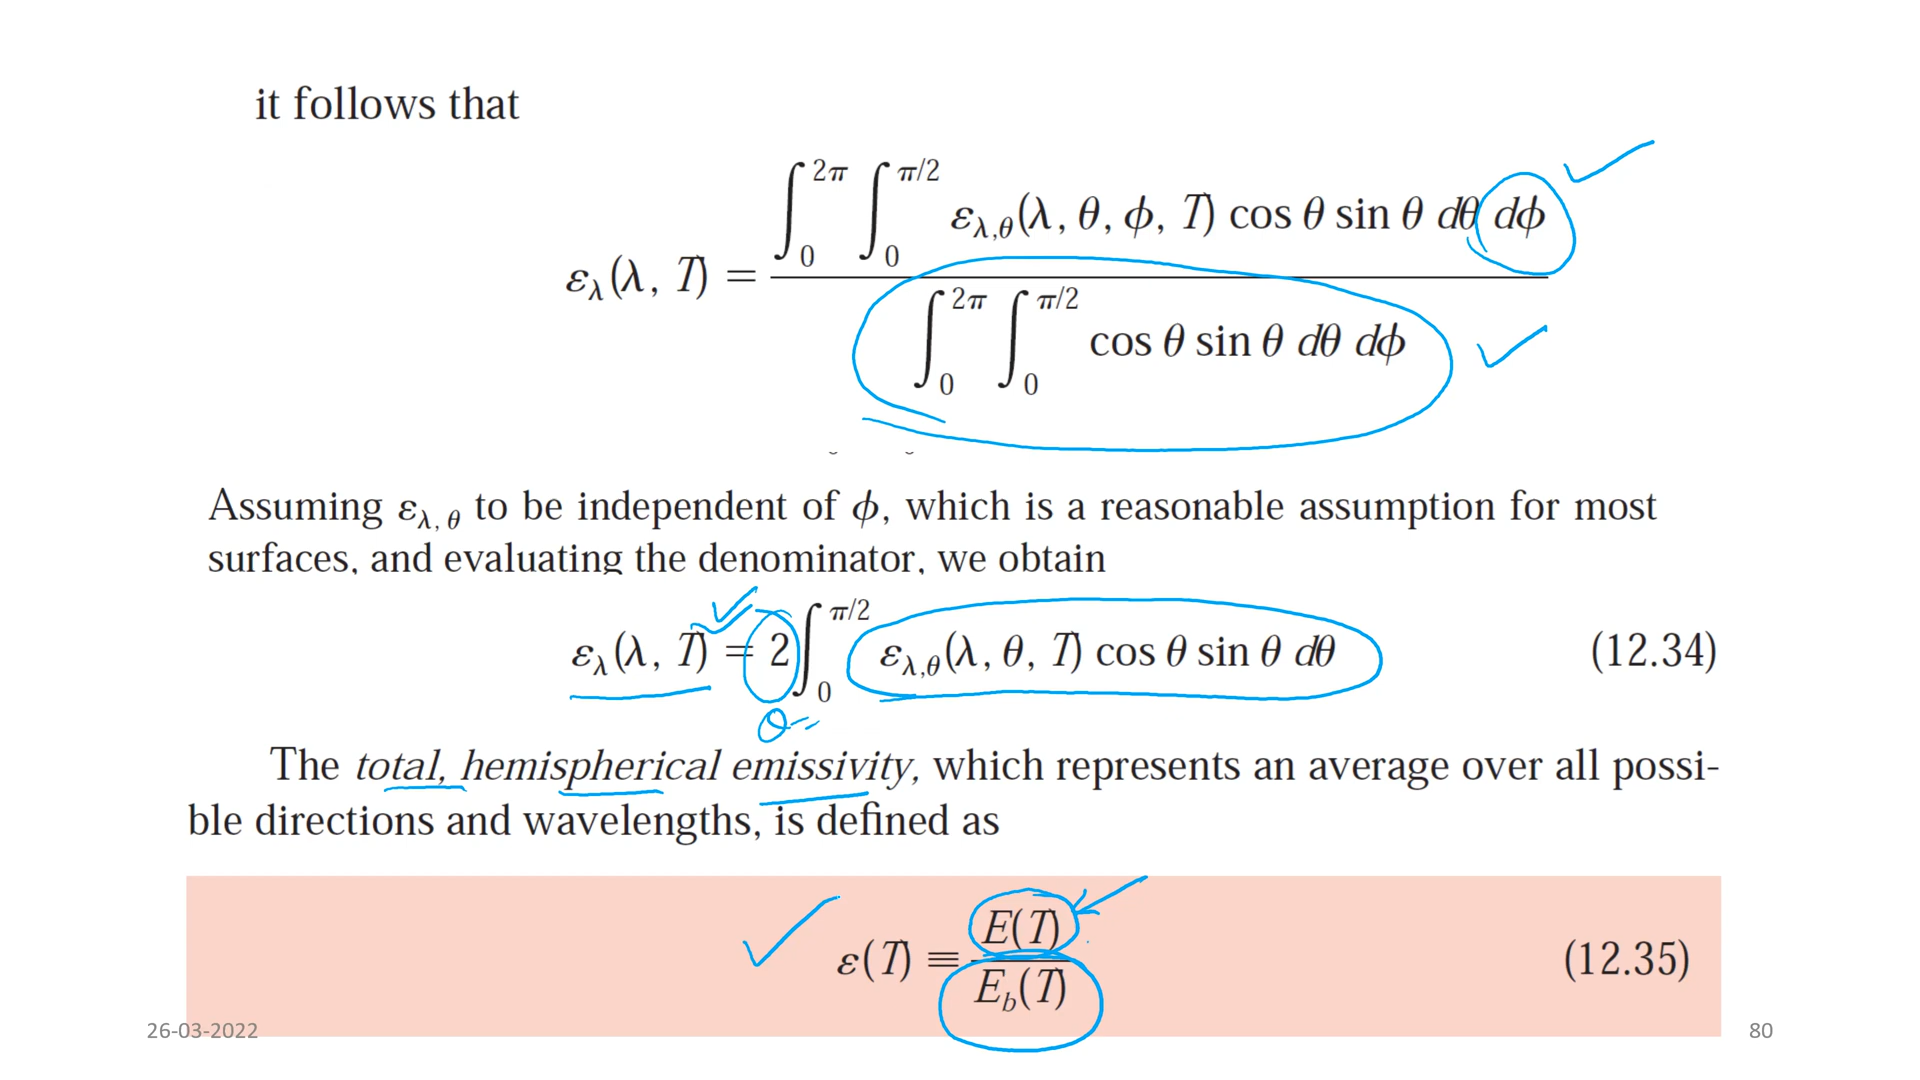 it follows that
ε_λ(λ, T) = ∫_0^{2π} ∫_0^{π/2} ε_{λ,θ}(λ, θ, ϕ, T) cos θ sin θ dθ dϕ / ∫_0^{2π} ∫_0^{π/2} cos θ sin θ dθ dϕ
Assuming ε_{λ, θ} to be independent of ϕ, which is a reasonable assumption for most
surfaces, and evaluating the denominator, we obtain
ε_λ(λ, T) = 2 ∫_0^{π/2} ε_{λ,θ}(λ, θ, T) cos θ sin θ dθ (12.34)
θ=
The total, hemispherical emissivity, which represents an average over all possi-
ble directions and wavelengths, is defined as
ε(T) ≡ E(T) / E_b(T) (12.35)
26-03-2022
80